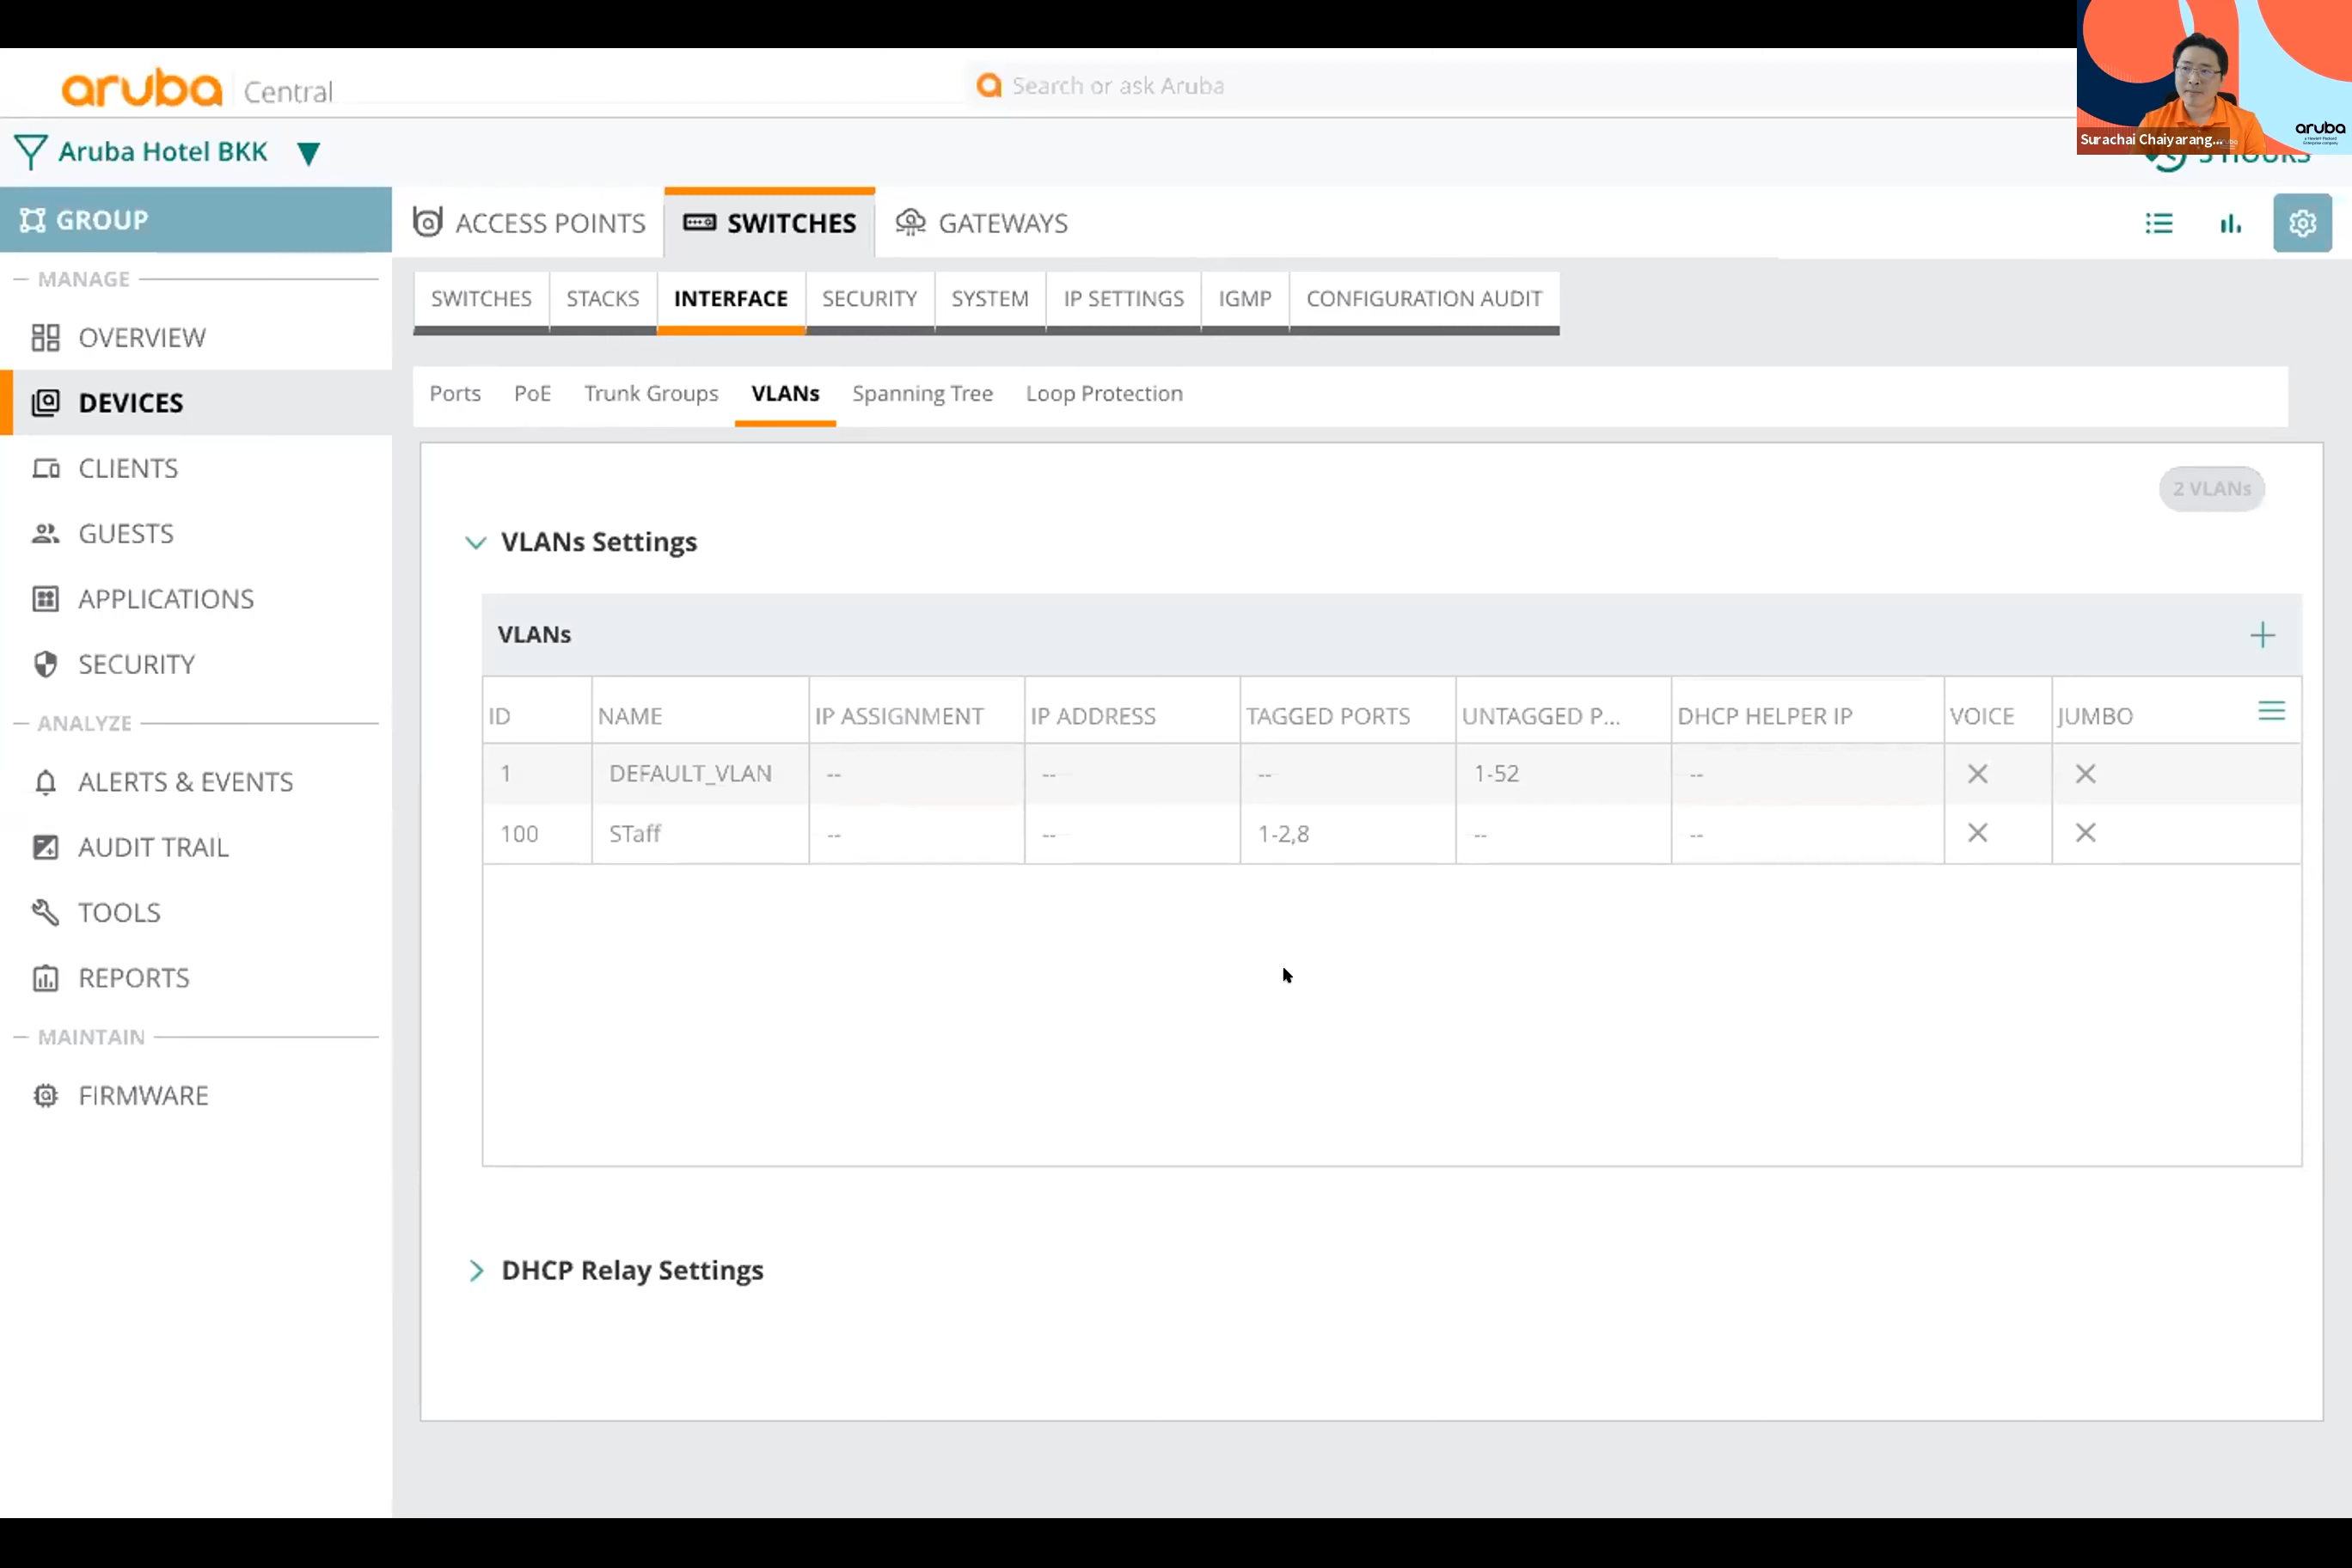 aruba Central
Search or ask Aruba
Surachai Chaiyarang...
aruba
Aruba Hotel BKK
3 HOURS
GROUP
ACCESS POINTS SWITCHES GATEWAYS
MANAGE
OVERVIEW
DEVICES
CLIENTS
GUESTS
APPLICATIONS
SECURITY
ANALYZE
ALERTS & EVENTS
AUDIT TRAIL
TOOLS
REPORTS
MAINTAIN
FIRMWARE
SWITCHES STACKS INTERFACE SECURITY SYSTEM IP SETTINGS IGMP CONFIGURATION AUDIT
Ports PoE Trunk Groups VLANs Spanning Tree Loop Protection
2 VLANs
VLANs Settings
VLANs
ID NAME IP ASSIGNMENT IP ADDRESS TAGGED PORTS UNTAGGED P... DHCP HELPER IP VOICE JUMBO
1 DEFAULT_VLAN -- -- -- 1-52 --
100 STaff -- -- 1-2,8 -- --
DHCP Relay Settings